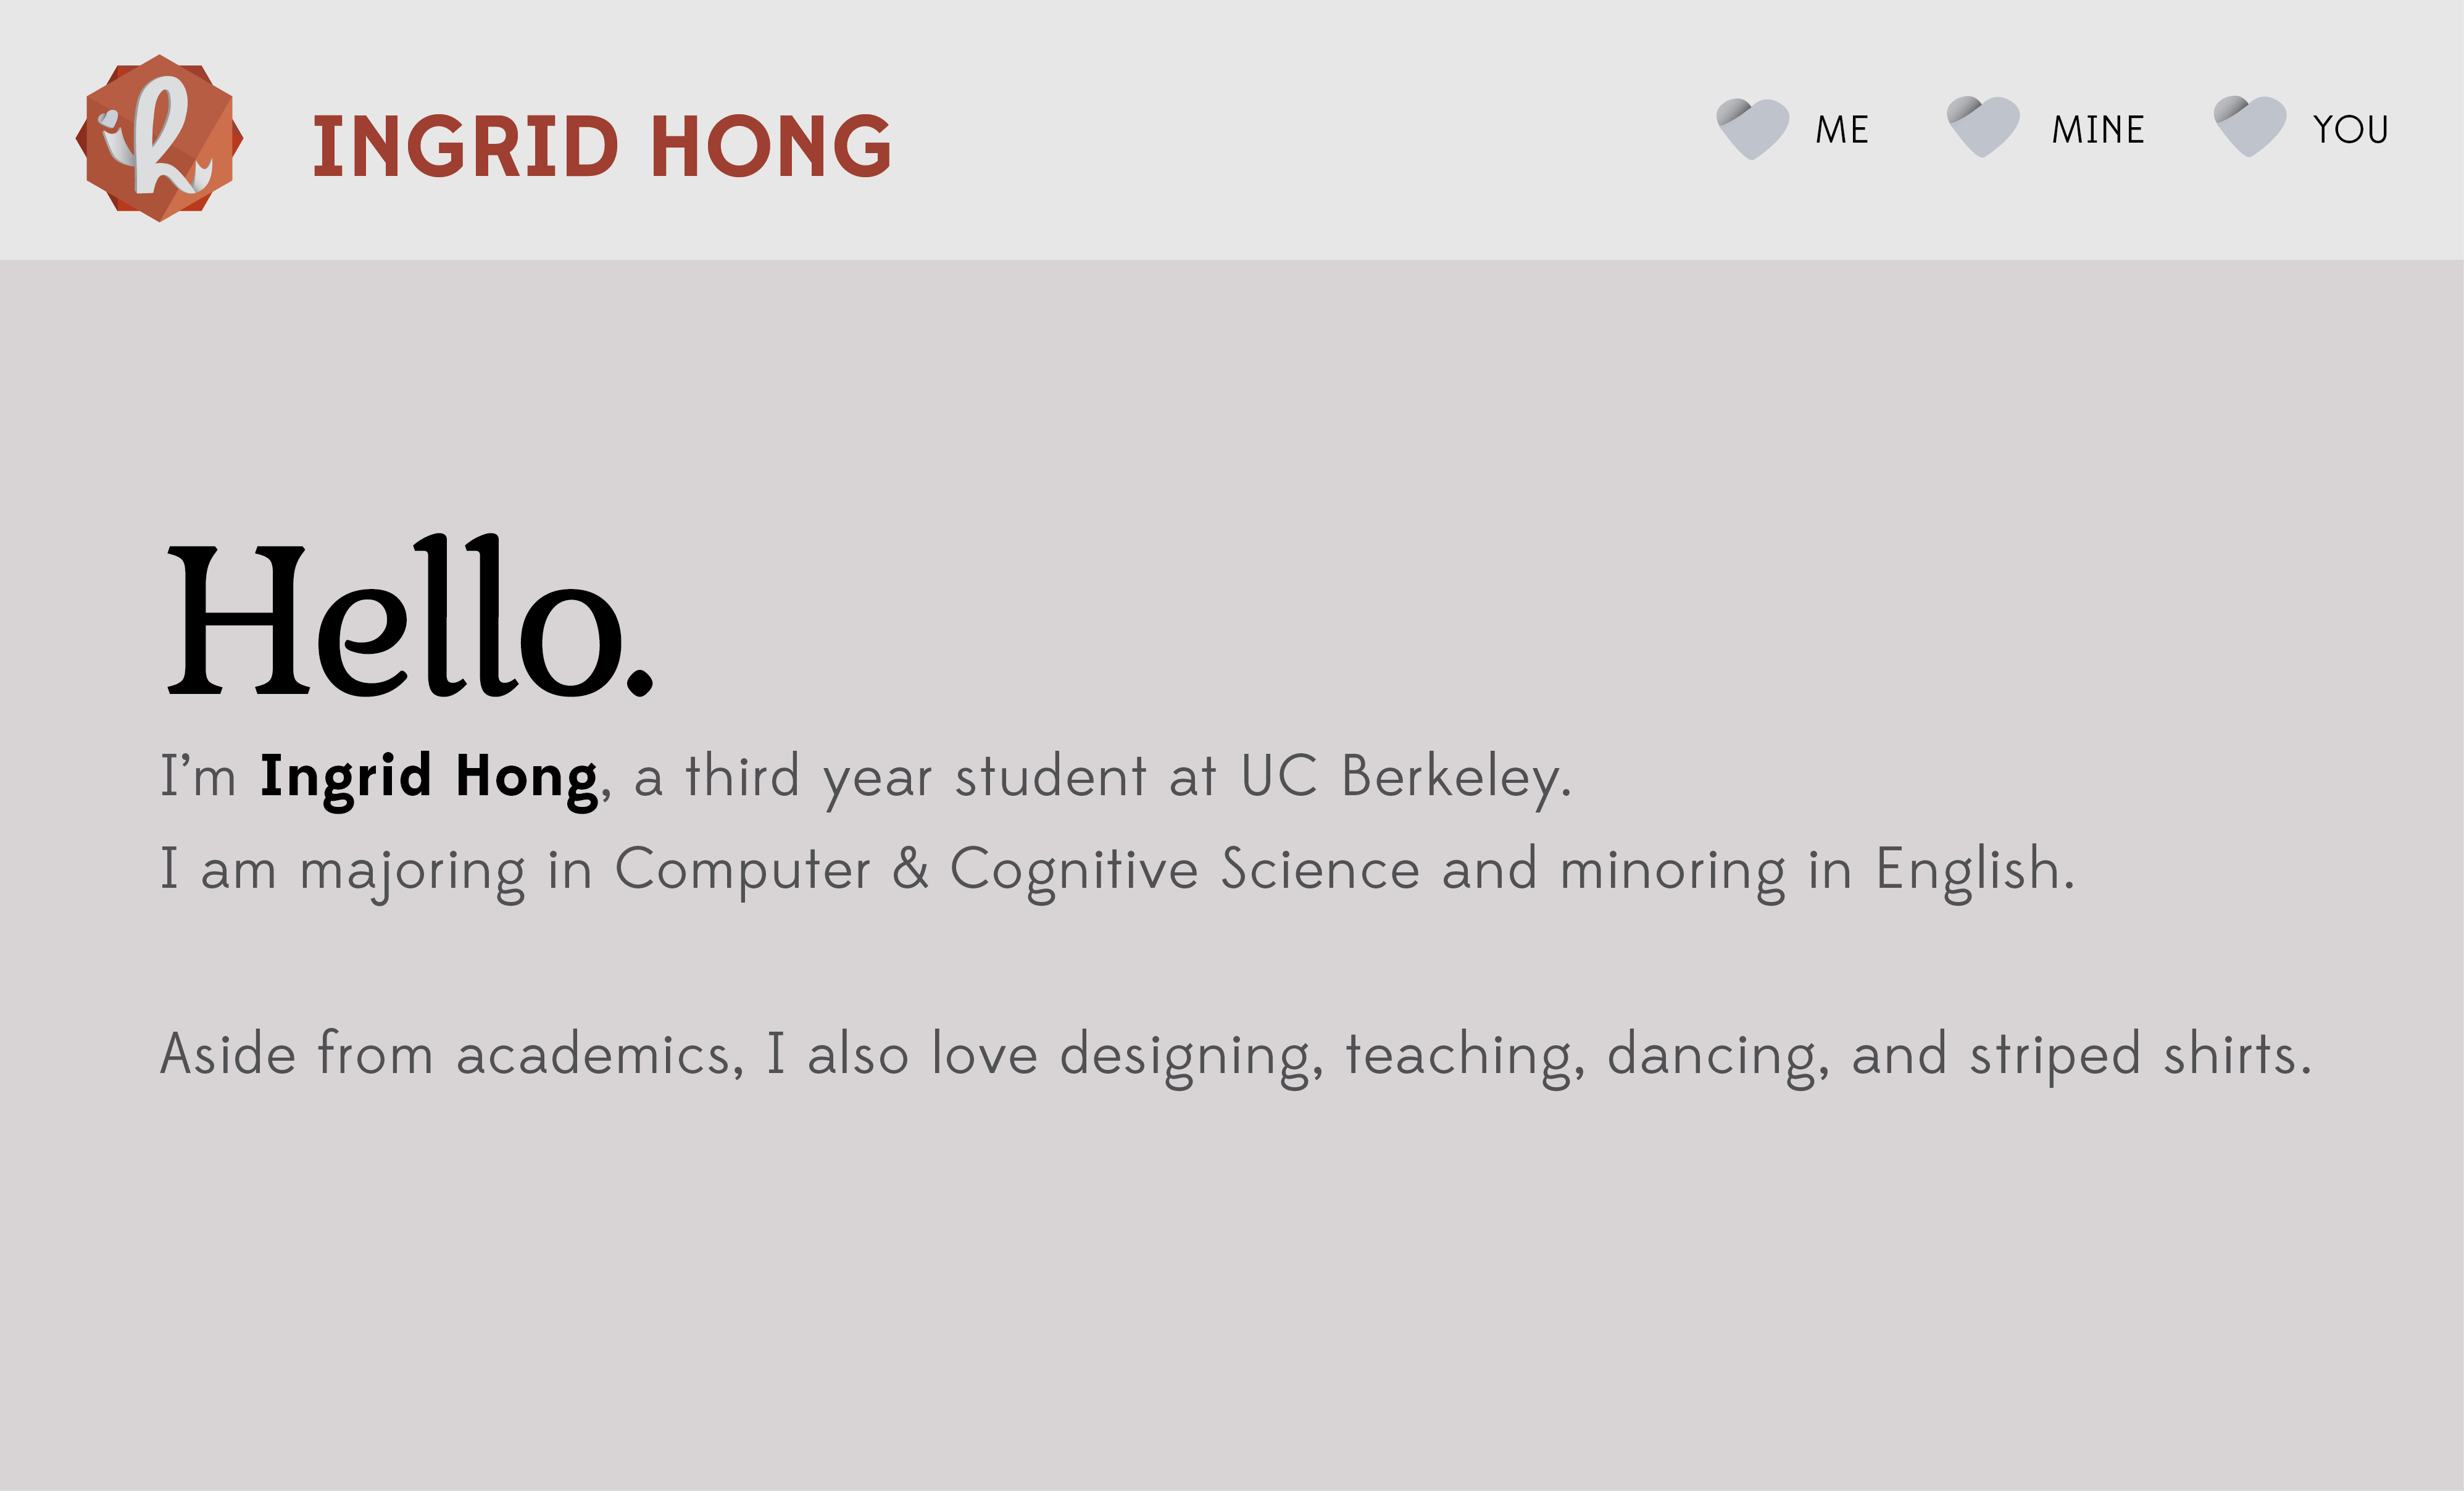 ih
INGRID HONG
ME
MINE
YOU
Hello.
I'm Ingrid Hong, a third year student at UC Berkeley.
I am majoring in Computer & Cognitive Science and minoring in English.
Aside from academics, I also love designing, teaching, dancing, and striped shirts.